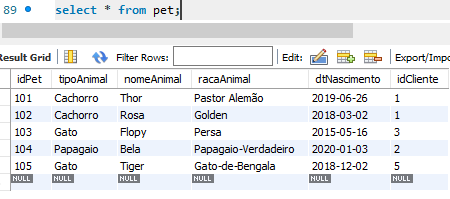 89 select * from pet;
Result Grid Filter Rows: Edit: Export/Impo
idPet tipoAnimal nomeAnimal racaAnimal dtNascimento idCliente
101 Cachorro Thor Pastor Alemão 2019-06-26 1
102 Cachorro Rosa Golden 2018-03-02 1
103 Gato Flopy Persa 2015-05-16 3
104 Papagaio Bela Papagaio-Verdadeiro 2020-01-03 2
105 Gato Tiger Gato-de-Bengala 2018-12-02 5
NULL NULL NULL NULL NULL NULL